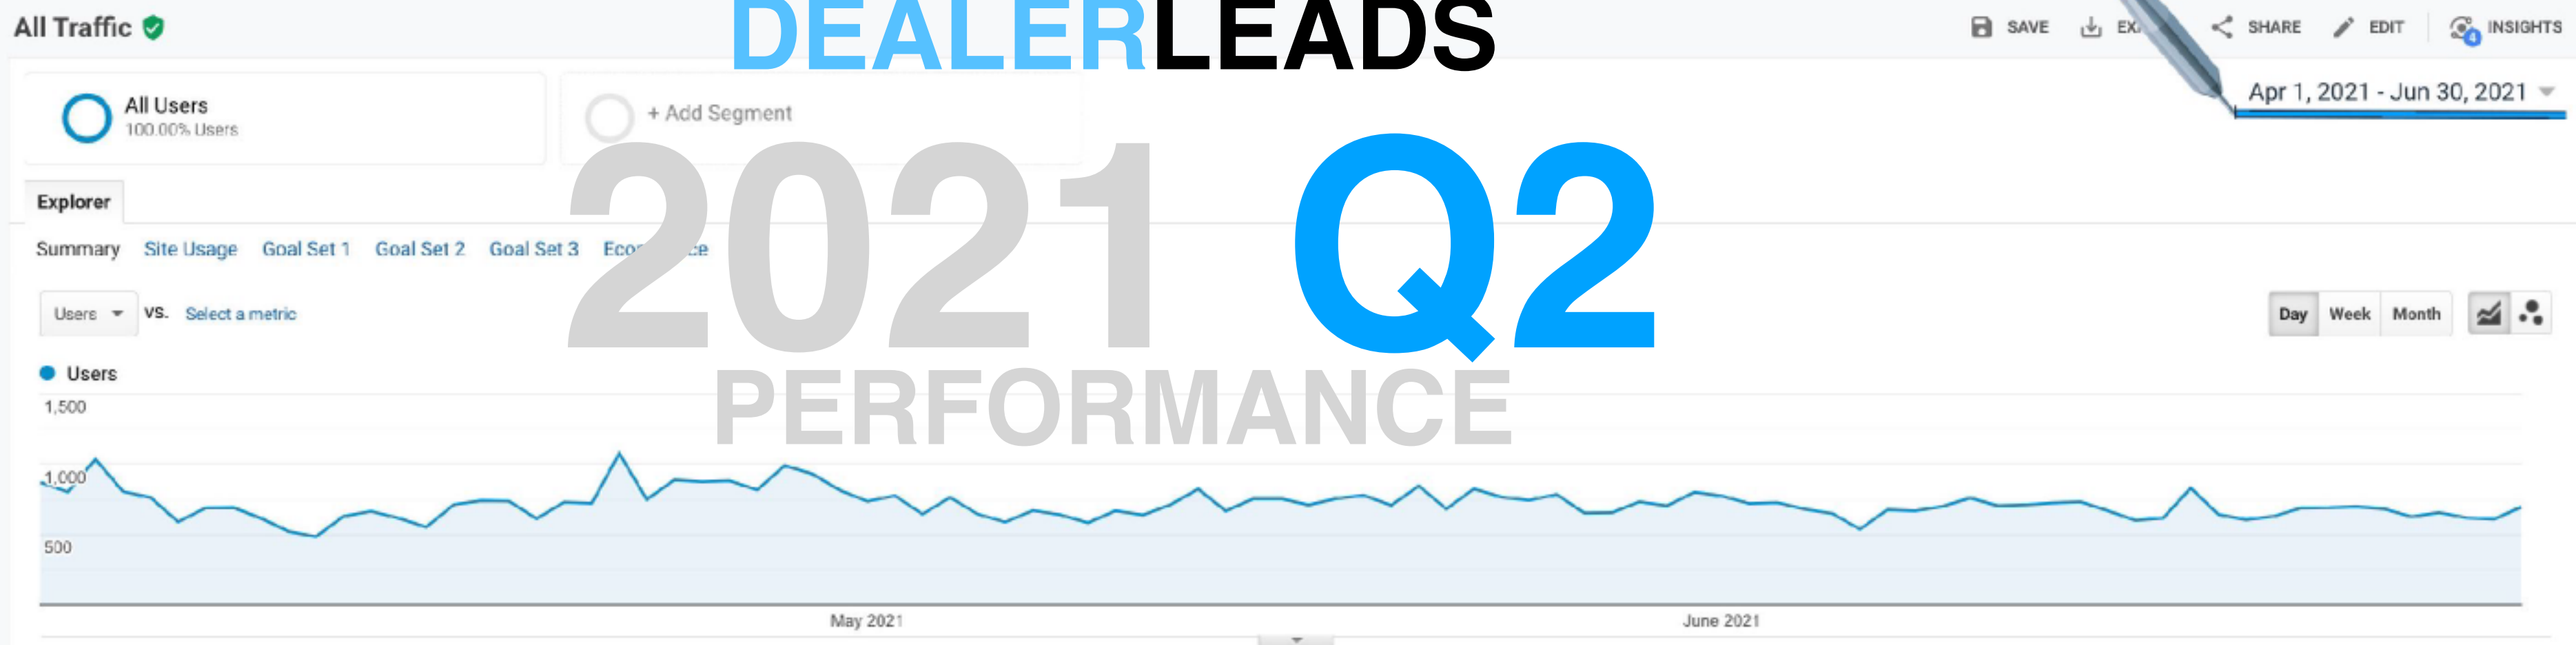 All Traffic
DEALERLEADS
SAVE
SHARE
EDIT
4
INSIGHTS
All Users
100.00% Users
+ Add Segment
Apr 1, 2021 - Jun 30, 2021
2021 Q2
Explorer
Summary Site Usage Goal Set 1 Goal Set 2 Goal Set 3
Users VS. Select a metric
Day Week Month
PERFORMANCE
Users
1,500
1,000
500
May 2021
June 2021